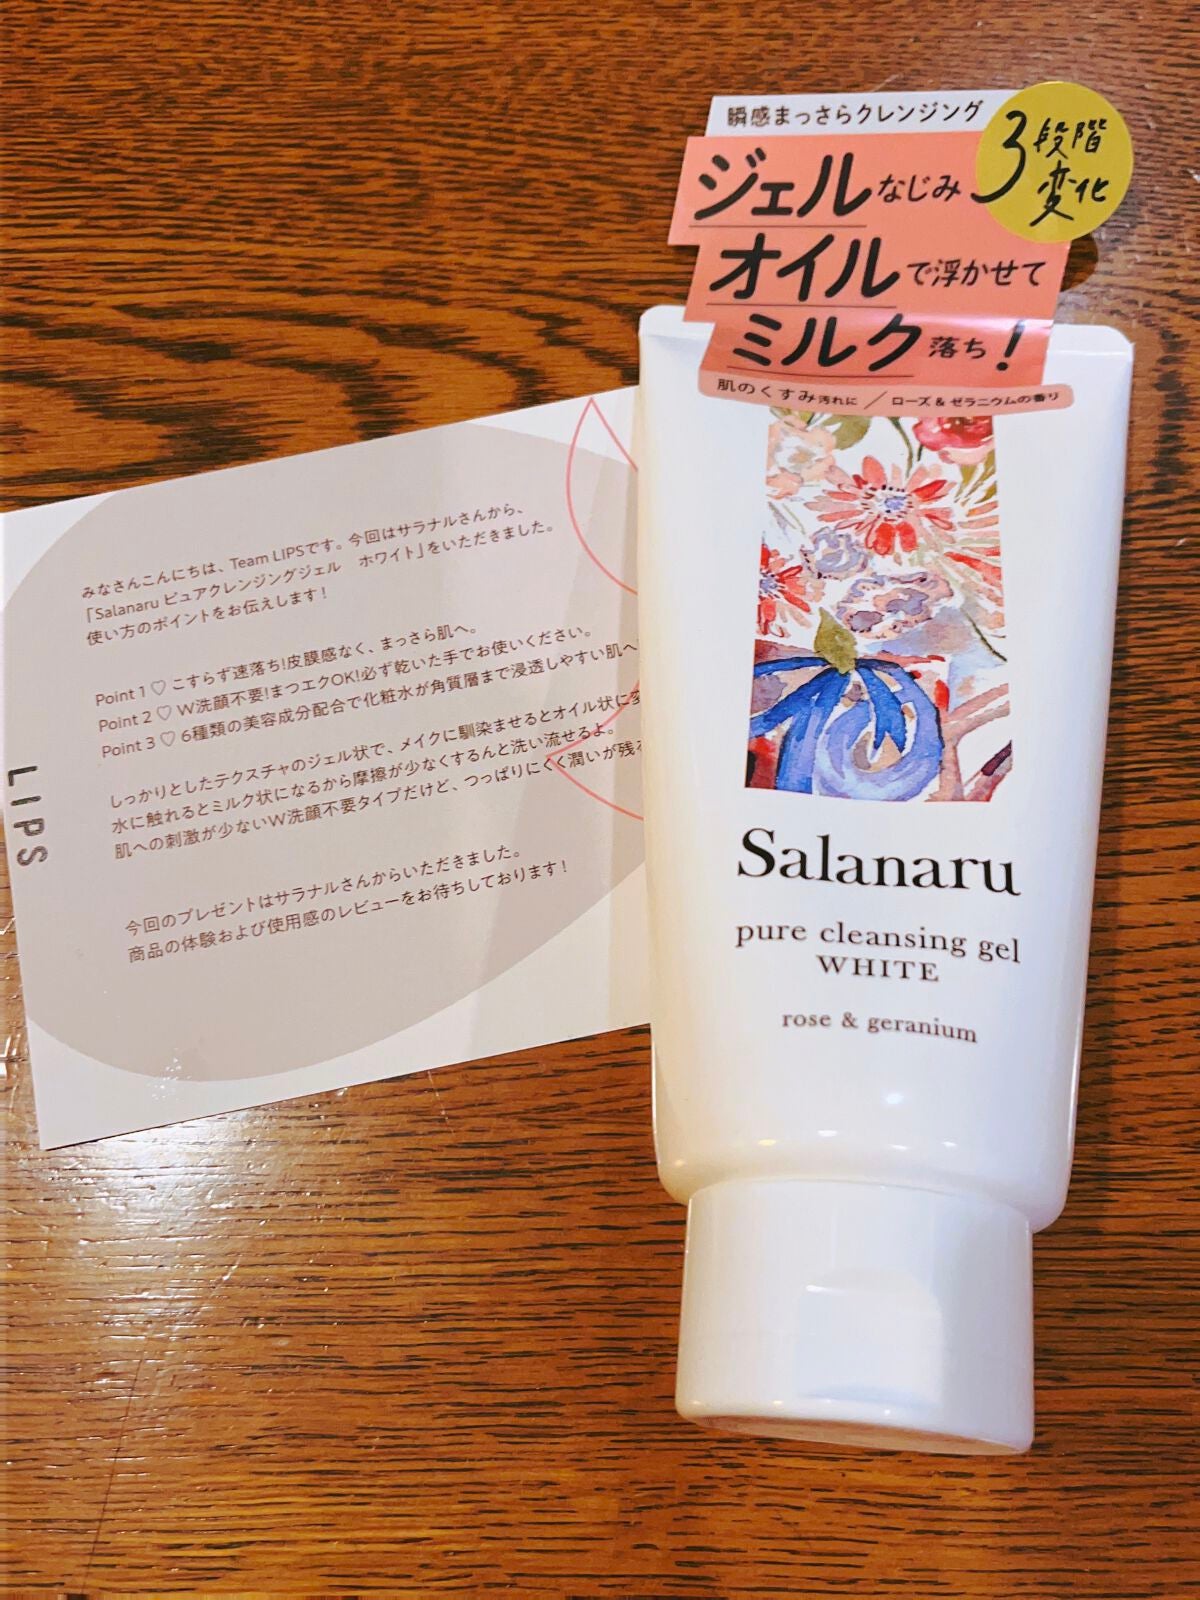 瞬感まっさらクレンジング
3段階
変化
ジェルなじみ
オイルで浮かせて
ミルク落ち!
肌のくすみ汚れに / ローズ&ゼラニウムの香り
Salanaru
pure cleansing gel
WHITE
rose & geranium
みなさんこんにちは、Team LIPSです。今回はサラナルさんから、
「Salanaru ピュアクレンジングジェル ホワイト」をいただきました。
使い方のポイントをお伝えします!
Point 1 ♡ こすらず速落ち!皮膜感なく、まっさら肌へ。
Point 2 ♡ W洗顔不要!まつエクOK!必ず乾いた手でお使いください。
Point 3 ♡ 6種類の美容成分配合で化粧水が角質層まで浸透しやすい肌へ
しっかりとしたテクスチャのジェル状で、メイクに馴染ませるとオイル状に変
水に触れるとミルク状になるから摩擦が少なくするんと洗い流せるよ。
肌への刺激が少ないW洗顔不要タイプだけど、つっぱりにくく潤いが残る
今回のプレゼントはサラナルさんからいただきました。
商品の体験および使用感のレビューをお待ちしております!
LIPS